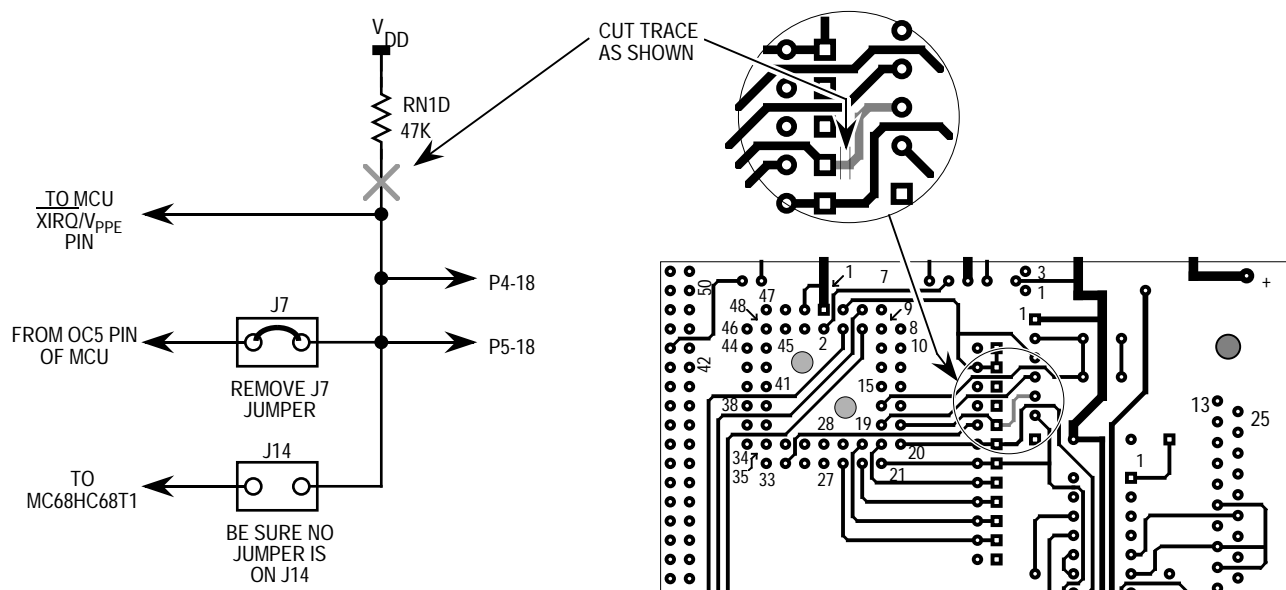 V
DD
RN1D
47K
TO MCU
XIRQ/VPPE
PIN
P4-18
J7
FROM OC5 PIN
OF MCU
P5-18
REMOVE J7
JUMPER
J14
TO
MC68HC68T1
BE SURE NO
JUMPER IS
ON J14
CUT TRACE
AS SHOWN
50
47
1
7
3
1
+
48
9
1
46
45
2
8
44
10
42
41
15
38
13
25
28
19
34
20
35
33
27
21
1